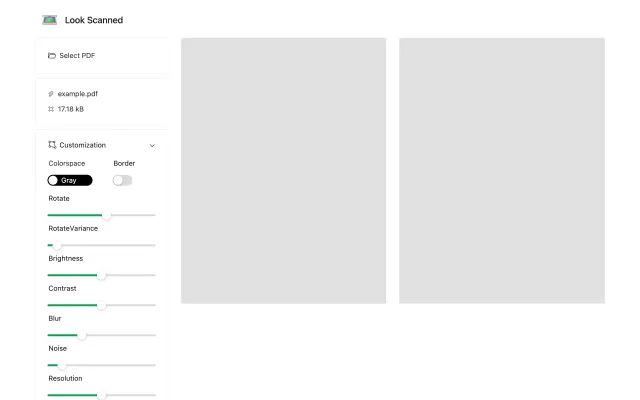 Look Scanned
Select PDF
example.pdf
17.18 kB
Customization
Colorspace
Border
Gray
Rotate
RotateVariance
Brightness
Contrast
Blur
Noise
Resolution